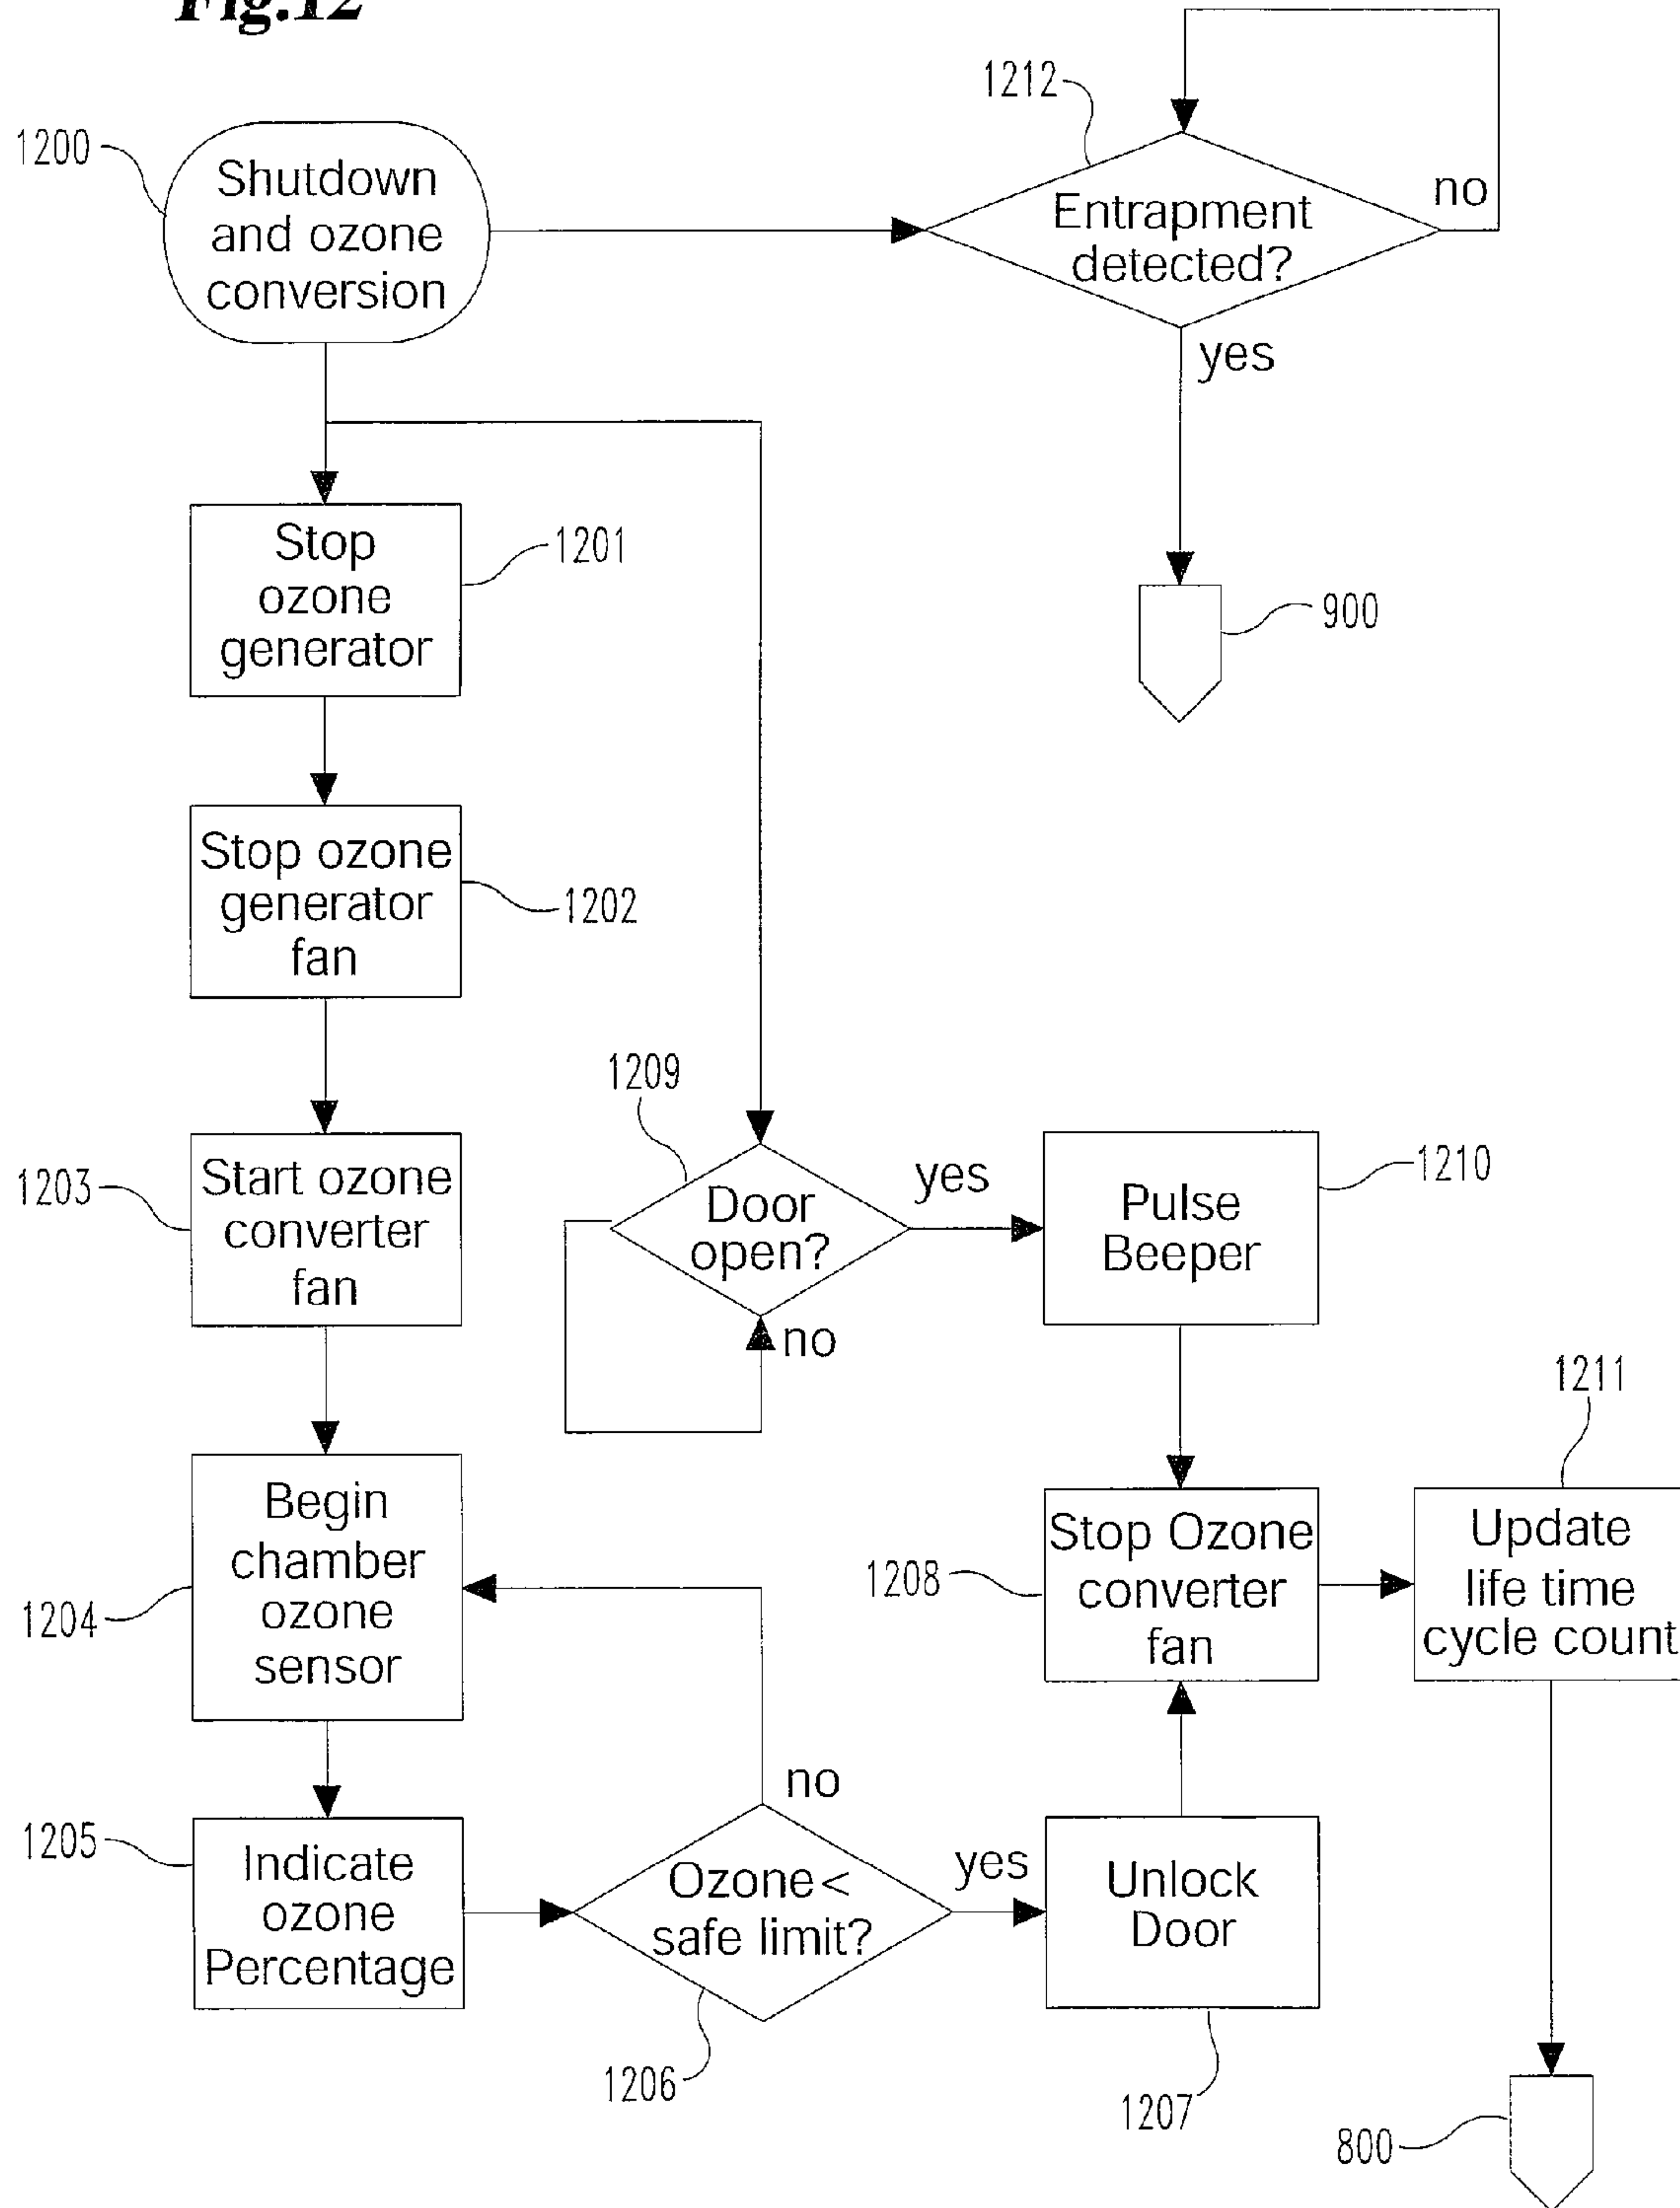 Fig.12
1200
Shutdown
and ozone
conversion
1212
Entrapment
detected?
no
yes
900
Stop
ozone
generator
1201
Stop ozone
generator
fan
1202
1203
Start ozone
converter
fan
1209
Door
open?
yes
no
Pulse
Beeper
1210
1204
Begin
chamber
ozone
sensor
1208
Stop Ozone
converter
fan
1211
Update
life time
cycle count
1205
Indicate
ozone
Percentage
no
Ozone<
safe limit?
yes
1206
Unlock
Door
1207
800